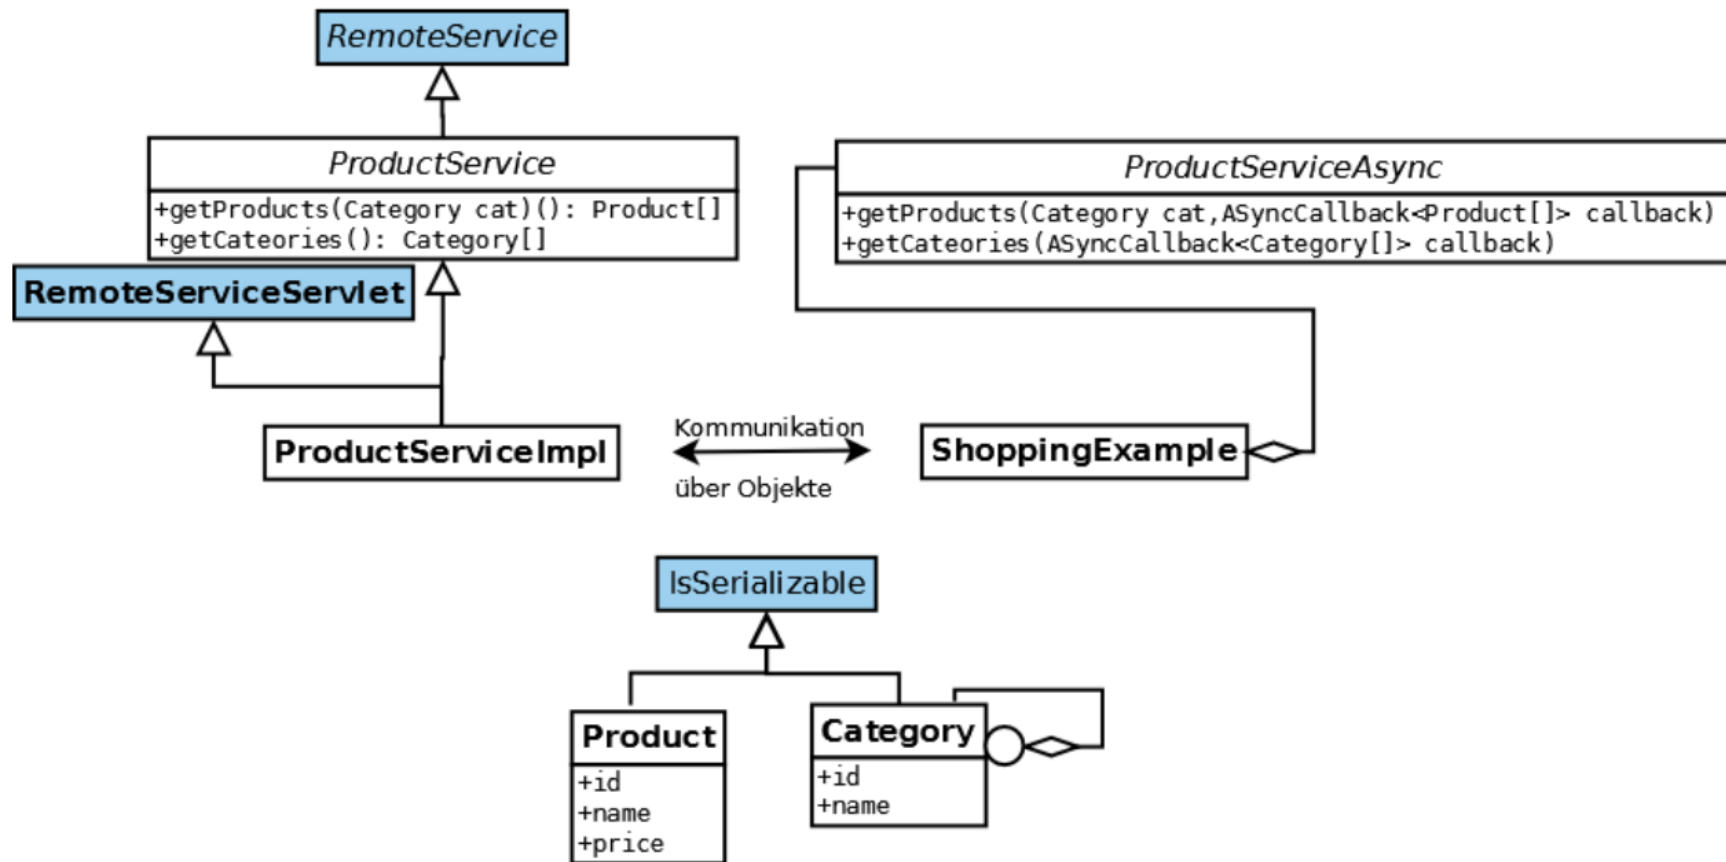 RemoteService
ProductService
+getProducts(Category cat)(): Product[]
+getCateories(): Category[]
ProductServiceAsync
+getProducts(Category cat,ASyncCallback<Product[]> callback)
+getCateories(ASyncCallback<Category[]> callback)
RemoteServiceServlet
ProductServiceImpl
Kommunikation
über Objekte
ShoppingExample
IsSerializable
Product
+id
+name
+price
Category
+id
+name